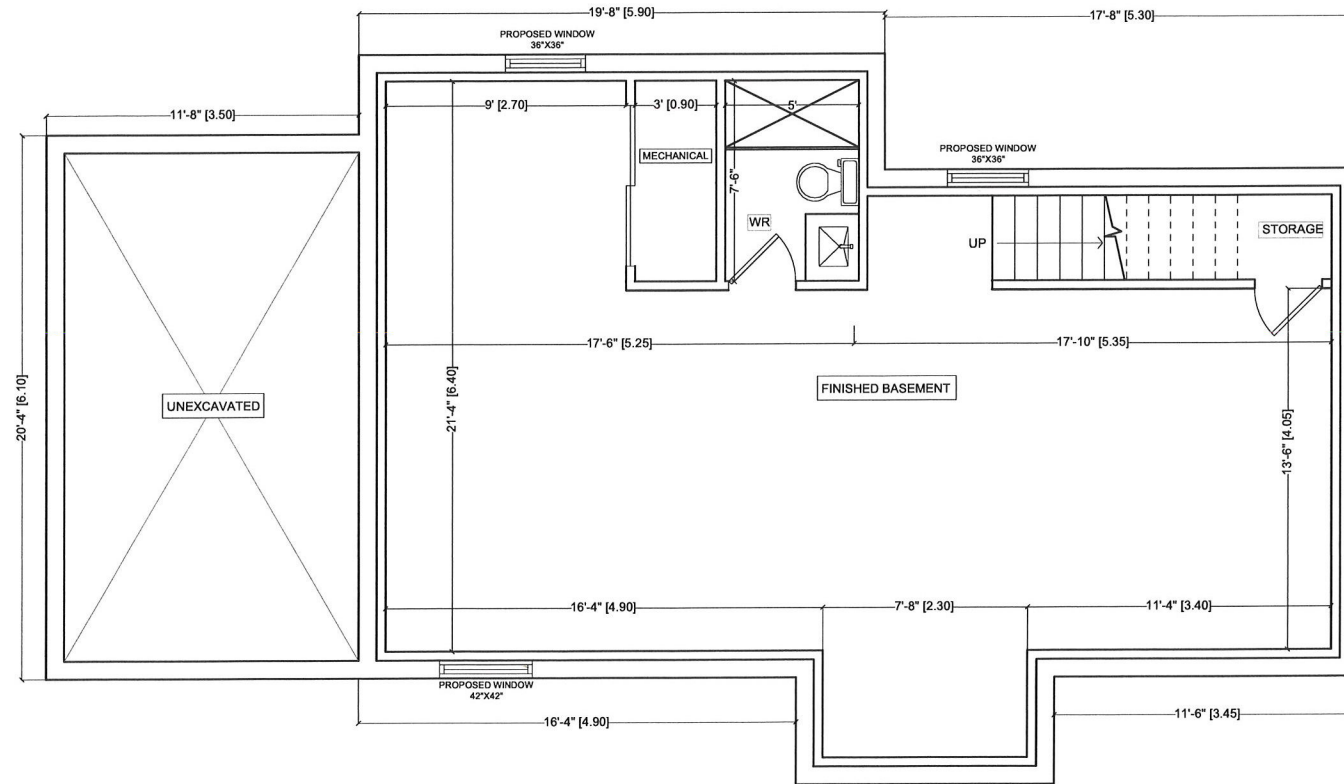 19'-8" [5.90]
17'-8" [5.30]
PROPOSED WINDOW
36"X36"
11'-8" [3.50]
9' [2.70]
3' [0.90]
5'
MECHANICAL
PROPOSED WINDOW
36"X36"
7'-6"
WR
UP
STORAGE
17'-6" [5.25]
17'-10" [5.35]
UNEXCAVATED
FINISHED BASEMENT
20'-4" [6.10]
21'-4" [6.40]
13'-6" [4.05]
16'-4" [4.90]
7'-8" [2.30]
11'-4" [3.40]
PROPOSED WINDOW
42"X42"
16'-4" [4.90]
11'-6" [3.45]